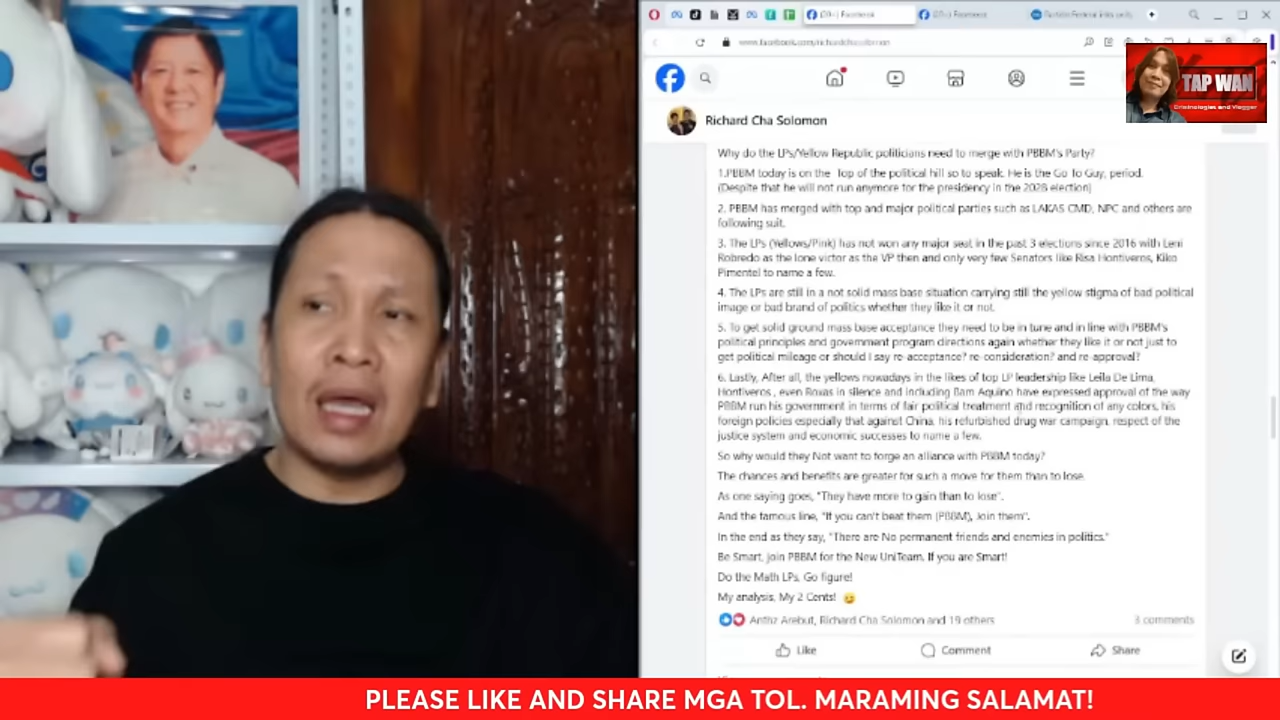 (20+) Facebook
(20+) Facebook
www.facebook.com/richardchasolomon
TAP WAN
Criminologist and Vlogger
Richard Cha Solomon
Why do the LPs/Yellow Republic politicians need to merge with PBBM's Party?
1.PBBM today is on the Top of the political hill so to speak. He is the Go To Guy, period.
(Despite that he will not run anymore for the presidency in the 2028 election)
2. PBBM has merged with top and major political parties such as LAKAS CMD, NPC and others are
following suit.
3. The LPs (Yellows/Pink) has not won any major seat in the past 3 elections since 2016 with Leni
Robredo as the lone victor as the VP then and only very few Senators like Risa Hontiveros, Kiko
Pimentel to name a few.
4. The LPs are still in a not solid mass base situation carrying still the yellow stigma of bad political
image or bad brand of politics whether they like it or not.
5. To get solid ground mass base acceptance they need to be in tune and in line with PBBM's
political principles and government program directions again whether they like it or not just to
get political mileage or should I say re-acceptance? re-consideration? and re-approval?
6. Lastly, After all, the yellows nowadays in the likes of top LP leadership like Leila De Lima,
Hontiveros , even Roxas in silence and including Bam Aquino have expressed approval of the way
PBBM run his government in terms of fair political treatment and recognition of any colors, his
foreign policies especially that against China, his refurbished drug war campaign, respect of the
justice system and economic successes to name a few.
So why would they Not want to forge an alliance with PBBM today?
The chances and benefits are greater for such a move for them than to lose.
As one saying goes, "They have more to gain than to lose".
And the famous line, "If you can't beat them (PBBM), Join them".
In the end as they say, "There are No permanent friends and enemies in politics."
Be Smart, join PBBM for the New UniTeam, If you are Smart!
Do the Math LPs, Go figure!
My analysis, My 2 Cents!
Richard Cha Solomon and 19 others
3 comments
Like
Comment
Share
PLEASE LIKE AND SHARE MGA TOL. MARAMING SALAMAT!